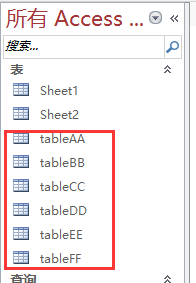 所有 Access ...
搜索...
表
Sheet1
Sheet2
tableAA
tableBB
tableCC
tableDD
tableEE
tableFF
查询